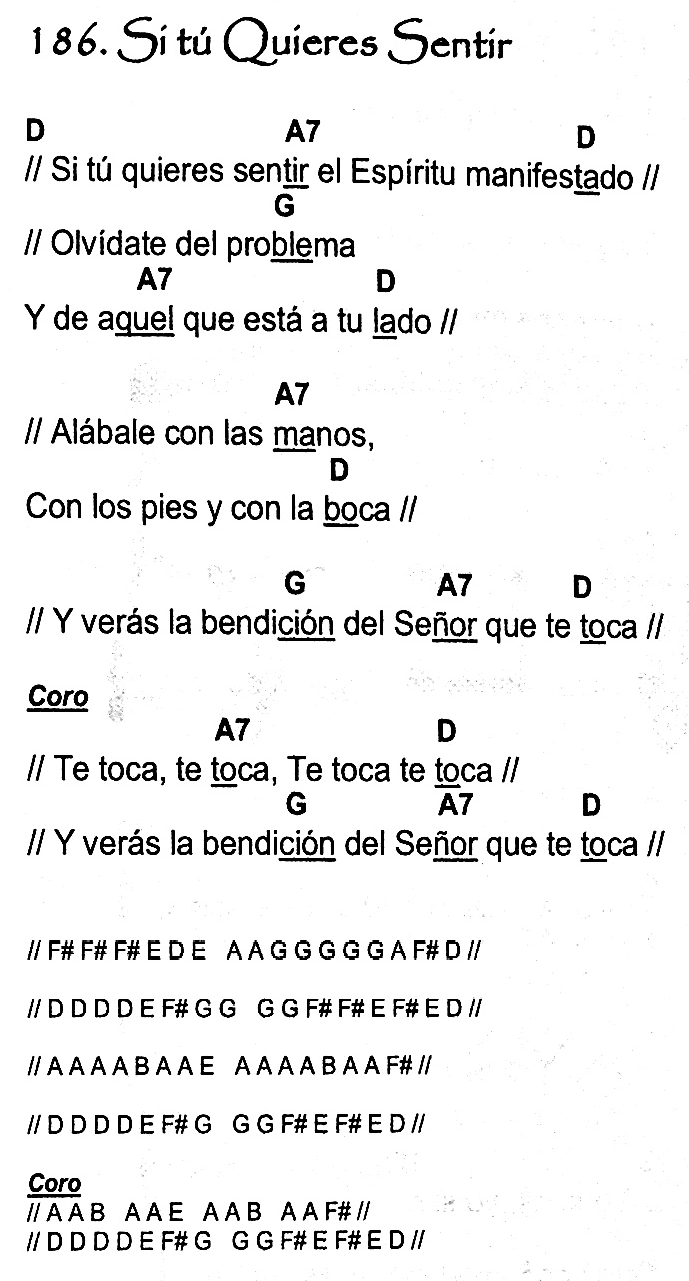 186. Sí tú Quieres Sentír
D A7 D
// Si tú quieres sentir el Espíritu manifestado //
G
// Olvídate del problema
A7 D
Y de aquel que está a tu lado //
A7
// Alábale con las manos,
D
Con los pies y con la boca //
G A7 D
// Y verás la bendición del Señor que te toca //
Coro
A7 D
// Te toca, te toca, Te toca te toca //
G A7 D
// Y verás la bendición del Señor que te toca //
// F# F# F# E D E A A G G G G G A F# D //
// D D D D E F# G G G G F# F# E F# E D //
// A A A A B A A E A A A A B A A F# //
// D D D D E F# G G G F# E F# E D //
Coro
// A A B A A E A A B A A F# //
// D D D D E F# G G G F# E F# E D //